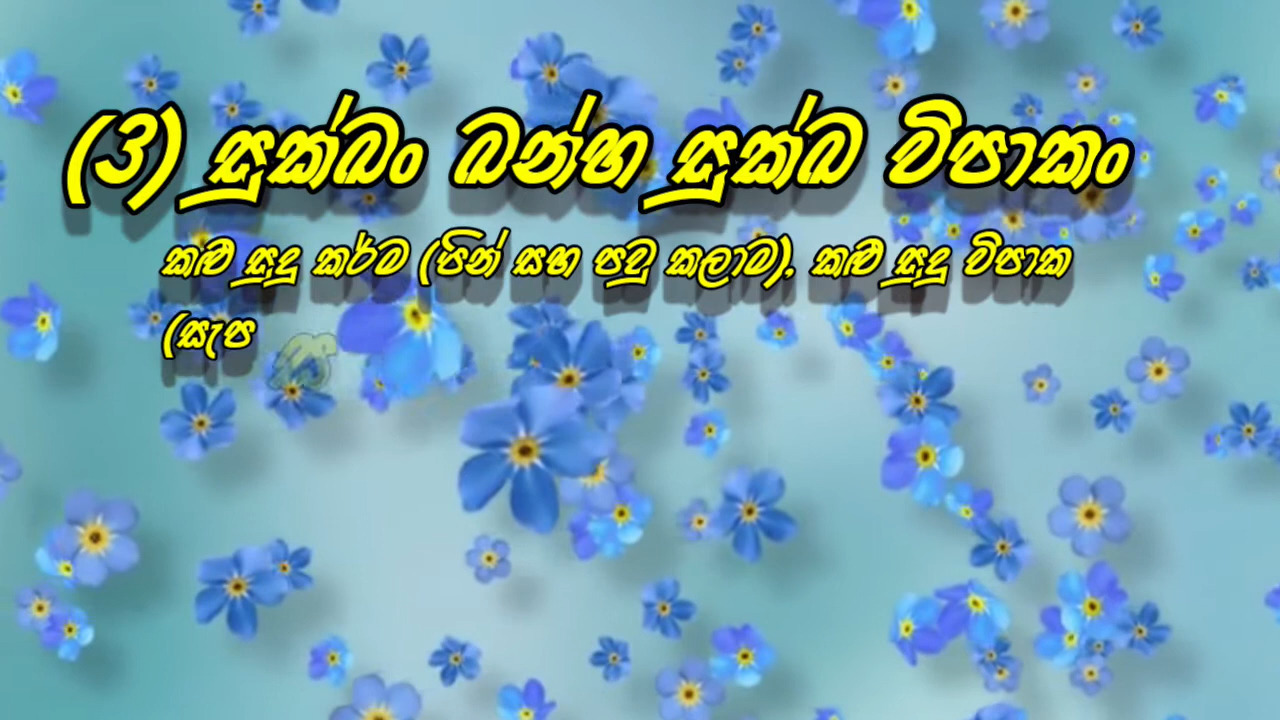 (3) සුක්ඛං ඛන්හ සුක්ඛ විපාකං
කළු සුදු කර්ම (පින් සහ පව් කලාම), කළු සුදු විපාක
(සැප